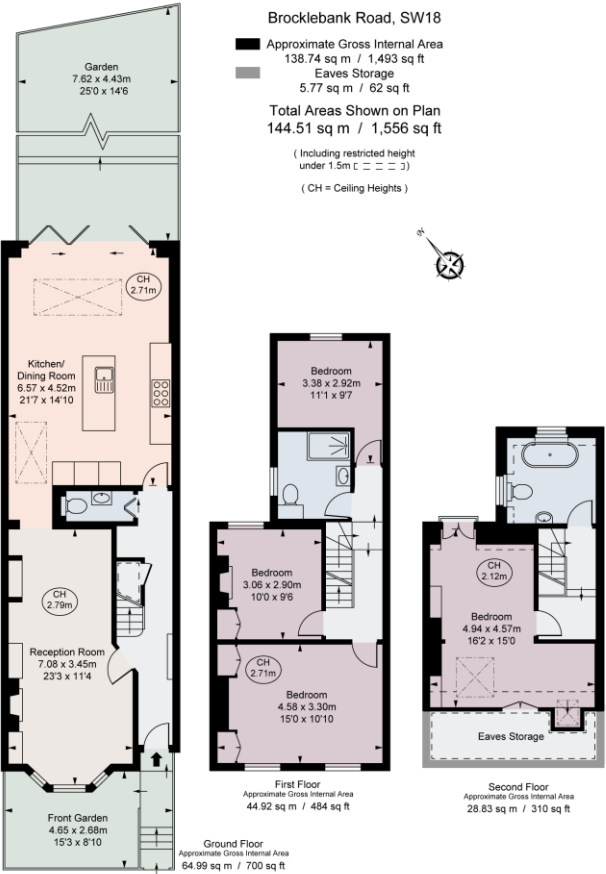 Brocklebank Road, SW18
Approximate Gross Internal Area
138.74 sq m / 1,493 sq ft
Eaves Storage
5.77 sq m / 62 sq ft
Total Areas Shown on Plan
144.51 sq m / 1,556 sq ft
( Including restricted height
under 1.5m )
( CH = Ceiling Heights )
N
Garden
7.62 x 4.43m
25'0 x 14'6
CH
2.71m
Kitchen/
Dining Room
6.57 x 4.52m
21'7 x 14'10
CH
2.79m
Reception Room
7.08 x 3.45m
23'3 x 11'4
Front Garden
4.65 x 2.68m
15'3 x 8'10
Ground Floor
Approximate Gross Internal Area
64.99 sq m / 700 sq ft
Bedroom
3.38 x 2.92m
11'1 x 9'7
Bedroom
3.06 x 2.90m
10'0 x 9'6
CH
2.71m
Bedroom
4.58 x 3.30m
15'0 x 10'10
First Floor
Approximate Gross Internal Area
44.92 sq m / 484 sq ft
CH
2.12m
Bedroom
4.94 x 4.57m
16'2 x 15'0
Eaves Storage
Second Floor
Approximate Gross Internal Area
28.83 sq m / 310 sq ft